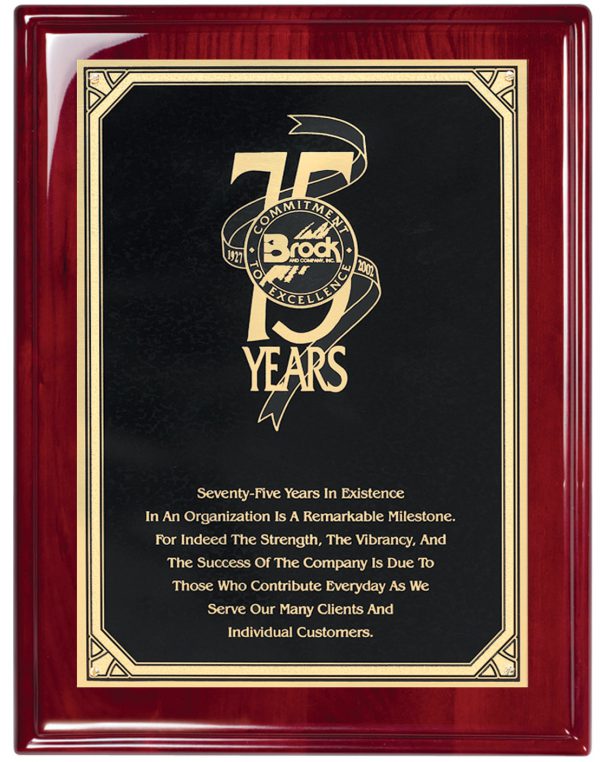 75
COMMITMENT
1927
Brock
AND COMPANY, INC.
2002
TO EXCELLENCE
YEARS
Seventy-Five Years In Existence
In An Organization Is A Remarkable Milestone.
For Indeed The Strength, The Vibrancy, And
The Success Of The Company Is Due To
Those Who Contribute Everyday As We
Serve Our Many Clients And
Individual Customers.